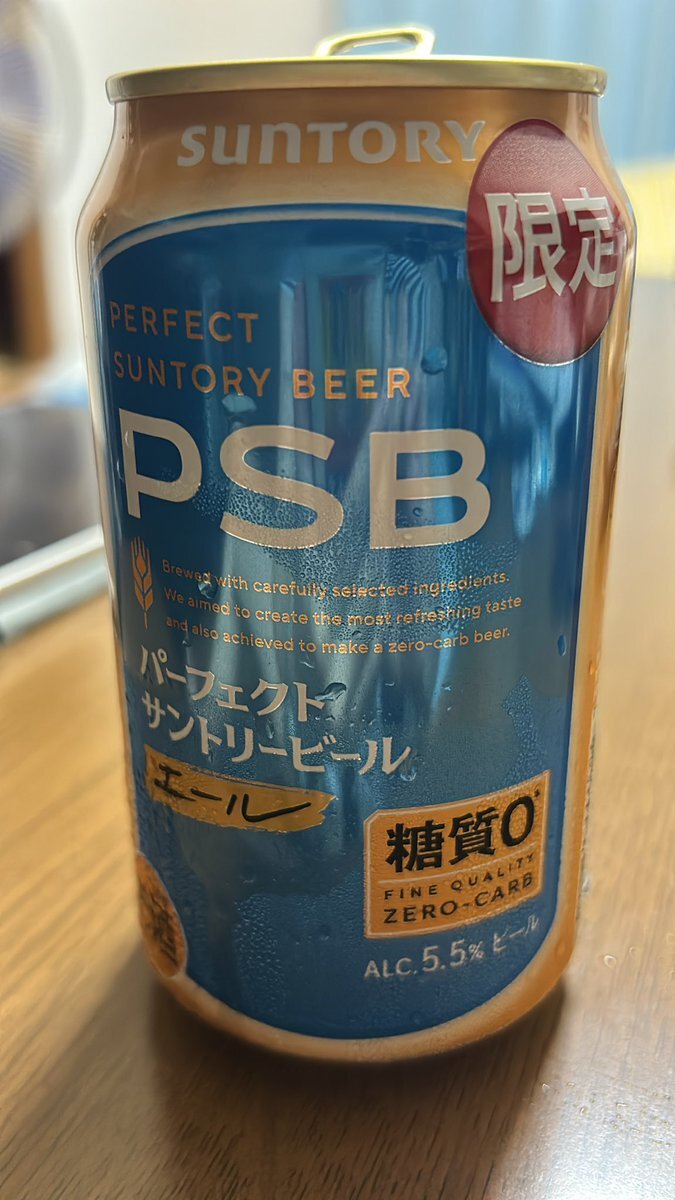 SUNTORY
限定
PERFECT
SUNTORY BEER
PSB
Brewed with carefully selected ingredients.
We aimed to create the most refreshing taste
and also achieved to make a zero-carb beer.
パーフェクト
サントリービール
エール
糖質0*
FINE QUALITY
ZERO-CARB
ALC.5.5% ビール